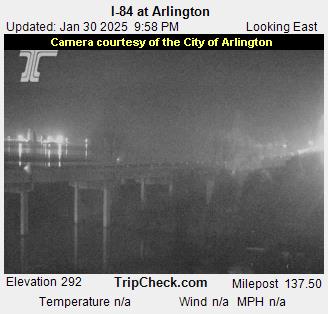 I-84 at Arlington
Updated: Jan 30 2025 9:58 PM Looking East
Camera courtesy of the City of Arlington
Elevation 292 TripCheck.com Milepost 137.50
Temperature n/a Wind n/a MPH n/a